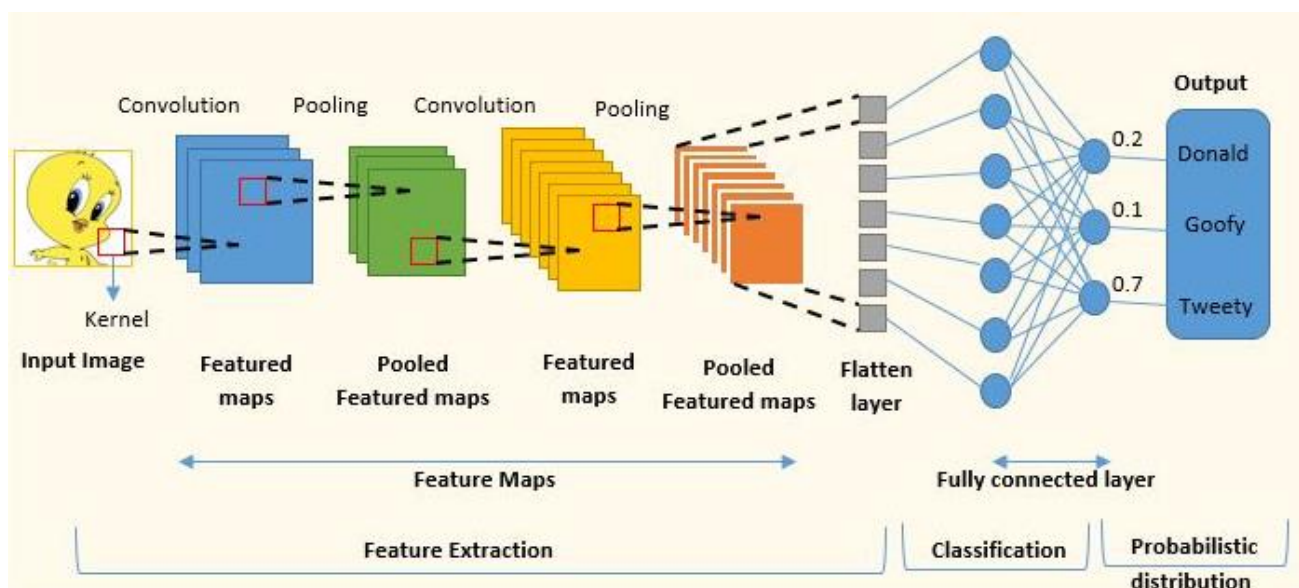 Convolution
Pooling
Convolution
Pooling
Output
0.2
Donald
0.1
Goofy
0.7
Tweety
Kernel
Input Image
Featured
maps
Pooled
Featured maps
Featured
maps
Pooled
Featured maps
Flatten
layer
Feature Maps
Fully connected layer
Feature Extraction
Classification
Probabilistic
distribution